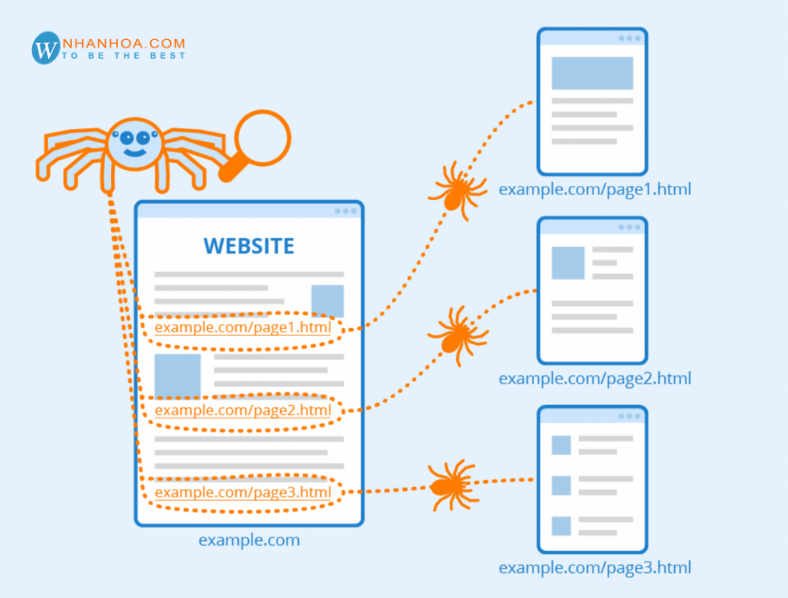 W NHANHOA.COM
TO BE THE BEST
WEBSITE
example.com/page1.html
example.com/page2.html
example.com/page3.html
example.com
example.com/page1.html
example.com/page2.html
example.com/page3.html